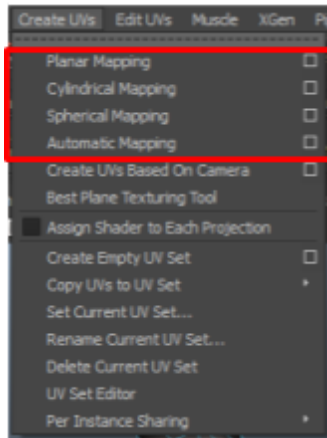 Create UVs Edit UVs Muscle XGen
Planar Mapping
Cylindrical Mapping
Spherical Mapping
Automatic Mapping
Create UVs Based On Camera
Best Plane Texturing Tool
Assign Shader to Each Projection
Create Empty UV Set
Copy UVs to UV Set
Set Current UV Set...
Rename Current UV Set...
Delete Current UV Set
UV Set Editor
Per Instance Sharing